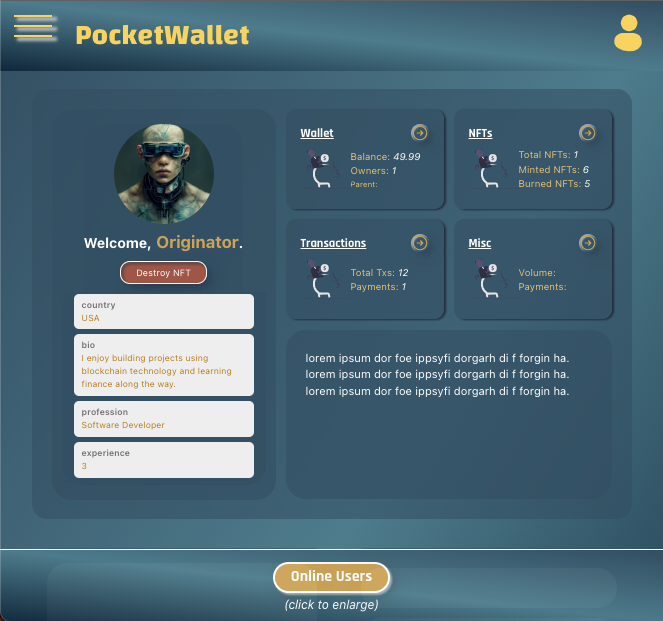 PocketWallet
Welcome, Originator.
Destroy NFT
country
USA
bio
I enjoy building projects using
blockchain technology and learning
finance along the way.
profession
Software Developer
experience
3
Wallet
Balance: 49.99
Owners: 1
Parent:
NFTs
Total NFTs: 1
Minted NFTs: 6
Burned NFTs: 5
Transactions
Total Txs: 12
Payments: 1
Misc
Volume:
Payments:
lorem ipsum dor foe ippsyfi dorgarh di f forgin ha.
lorem ipsum dor foe ippsyfi dorgarh di f forgin ha.
lorem ipsum dor foe ippsyfi dorgarh di f forgin ha.
Online Users
(click to enlarge)